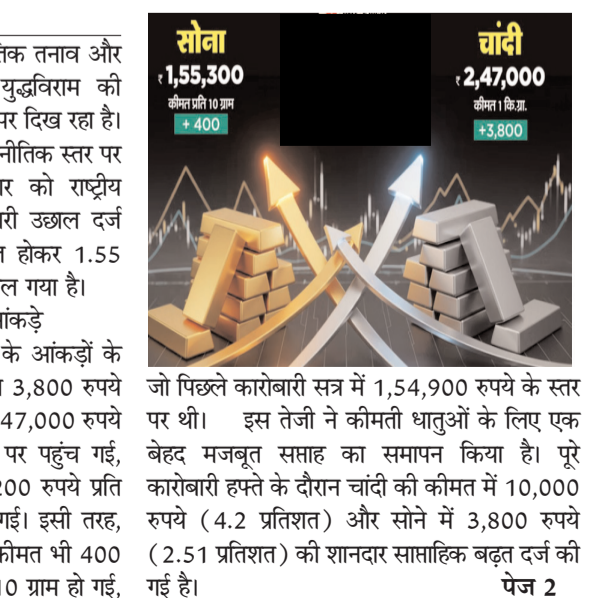 तनाव और
युद्धविराम की
दिख रहा है।
स्तर पर
को राष्ट्रीय
उछाल दर्ज
होकर 1.55
गया है।
के आंकड़ों के
3,800 रुपये
47,000 रुपये
पर पहुंच गई,
रुपये प्रति
गई। इसी तरह,
कीमत भी 400
ग्राम हो गई,
सोना
₹1,55,300
कीमत प्रति 10 ग्राम
+ 400
चांदी
₹2,47,000
कीमत 1 कि.ग्रा.
+3,800
जो पिछले कारोबारी सत्र में 1,54,900 रुपये के स्तर
पर थी। इस तेजी ने कीमती धातुओं के लिए एक
बेहद मजबूत सप्ताह का समापन किया है। पूरे
कारोबारी हफ्ते के दौरान चांदी की कीमत में 10,000
रुपये (4.2 प्रतिशत) और सोने में 3,800 रुपये
(2.51 प्रतिशत) की शानदार साप्ताहिक बढ़त दर्ज की
गई है। पेज 2